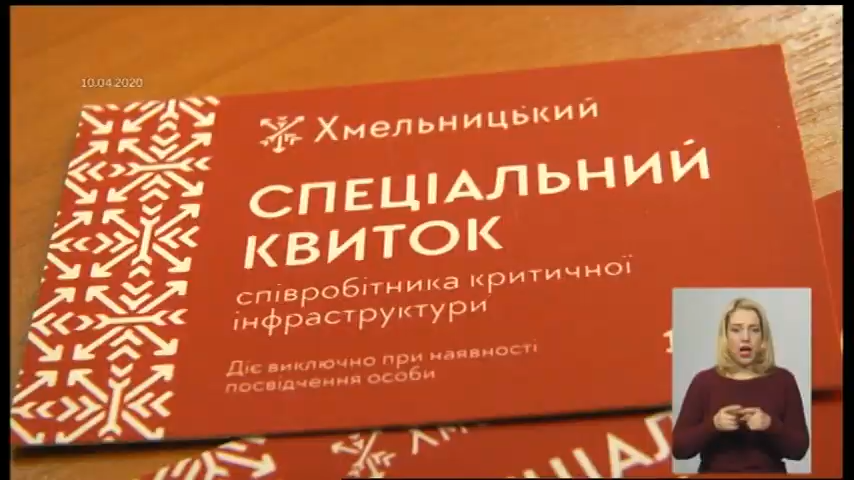 10.04.2020
Хмельницький
СПЕЦІАЛЬНИЙ
КВИТОК
співробітника критичної
інфраструктури
Діє виключно при наявності
посвідчення особи